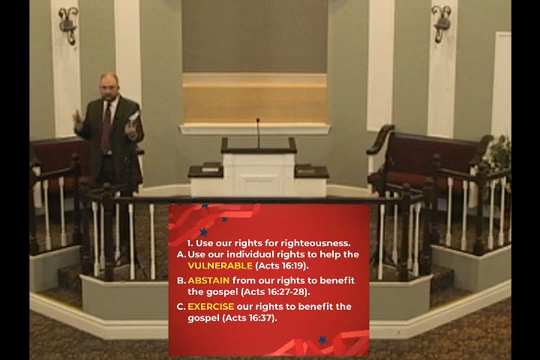 1. Use our rights for righteousness.
A. Use our individual rights to help the
VULNERABLE (Acts 16:19).
B. ABSTAIN from our rights to benefit
the gospel (Acts 16:27-28).
C. EXERCISE our rights to benefit the
gospel (Acts 16:37).